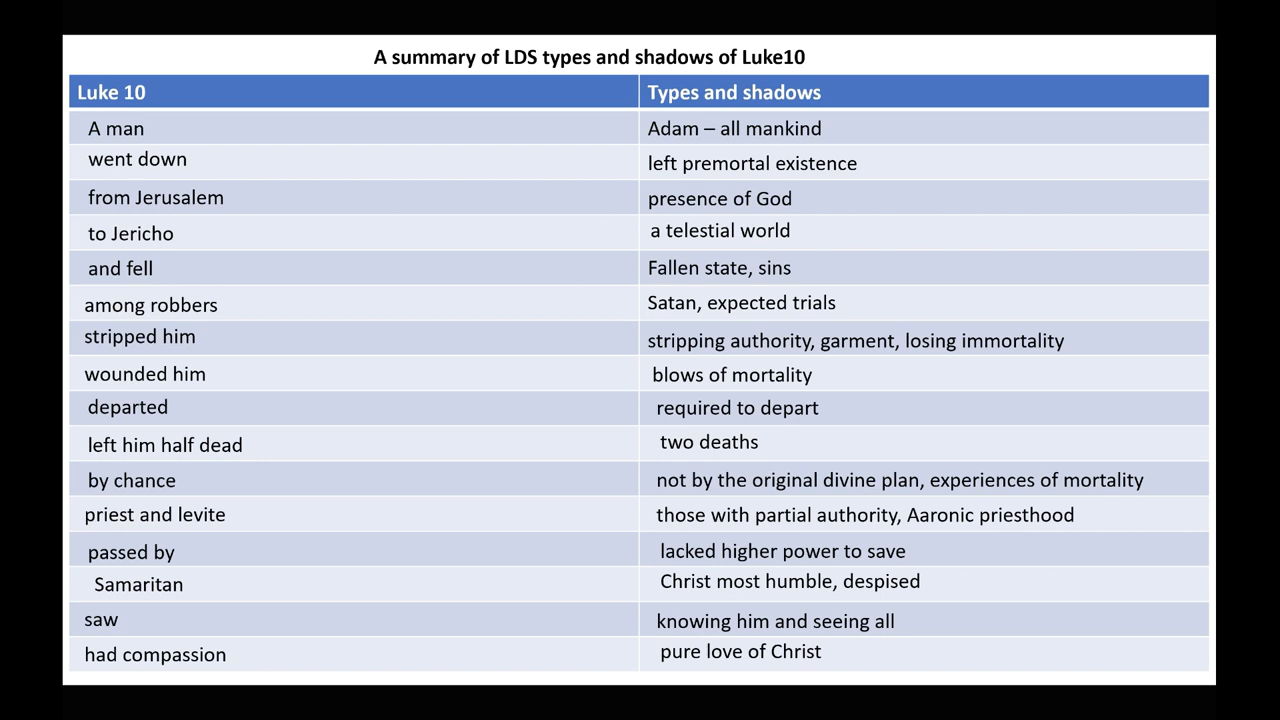 A summary of LDS types and shadows of Luke10
Luke 10 Types and shadows
A man Adam – all mankind
went down left premortal existence
from Jerusalem presence of God
to Jericho a telestial world
and fell Fallen state, sins
among robbers Satan, expected trials
stripped him stripping authority, garment, losing immortality
wounded him blows of mortality
departed required to depart
left him half dead two deaths
by chance not by the original divine plan, experiences of mortality
priest and levite those with partial authority, Aaronic priesthood
passed by lacked higher power to save
Samaritan Christ most humble, despised
saw knowing him and seeing all
had compassion pure love of Christ